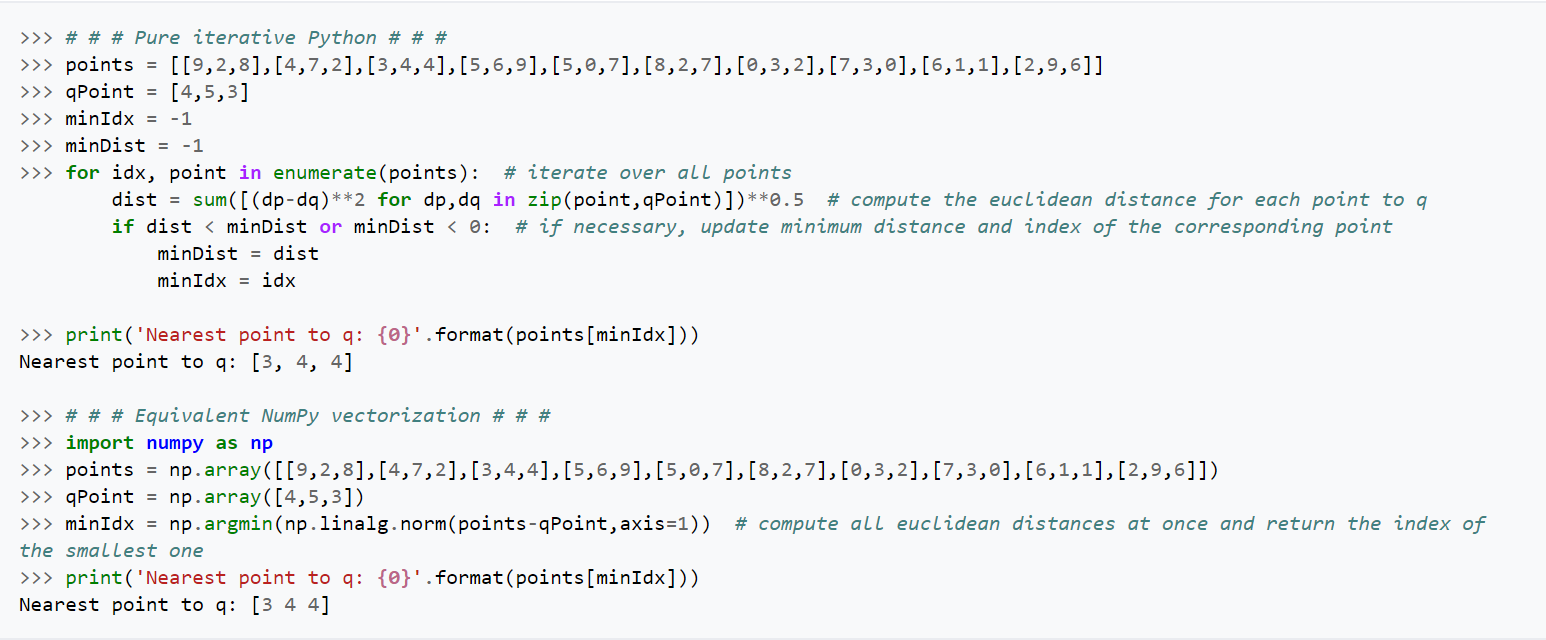 >>> # # # Pure iterative Python # # #
>>> points = [[9,2,8],[4,7,2],[3,4,4],[5,6,9],[5,0,7],[8,2,7],[0,3,2],[7,3,0],[6,1,1],[2,9,6]]
>>> qPoint = [4,5,3]
>>> minIdx = -1
>>> minDist = -1
>>> for idx, point in enumerate(points):  # iterate over all points
        dist = sum([(dp-dq)**2 for dp,dq in zip(point,qPoint)])**0.5  # compute the euclidean distance for each point to q
        if dist < minDist or minDist < 0:  # if necessary, update minimum distance and index of the corresponding point
            minDist = dist
            minIdx = idx

>>> print('Nearest point to q: {0}'.format(points[minIdx]))
Nearest point to q: [3, 4, 4]

>>> # # # Equivalent NumPy vectorization # # #
>>> import numpy as np
>>> points = np.array([[9,2,8],[4,7,2],[3,4,4],[5,6,9],[5,0,7],[8,2,7],[0,3,2],[7,3,0],[6,1,1],[2,9,6]])
>>> qPoint = np.array([4,5,3])
>>> minIdx = np.argmin(np.linalg.norm(points-qPoint,axis=1))  # compute all euclidean distances at once and return the index of
the smallest one
>>> print('Nearest point to q: {0}'.format(points[minIdx]))
Nearest point to q: [3 4 4]